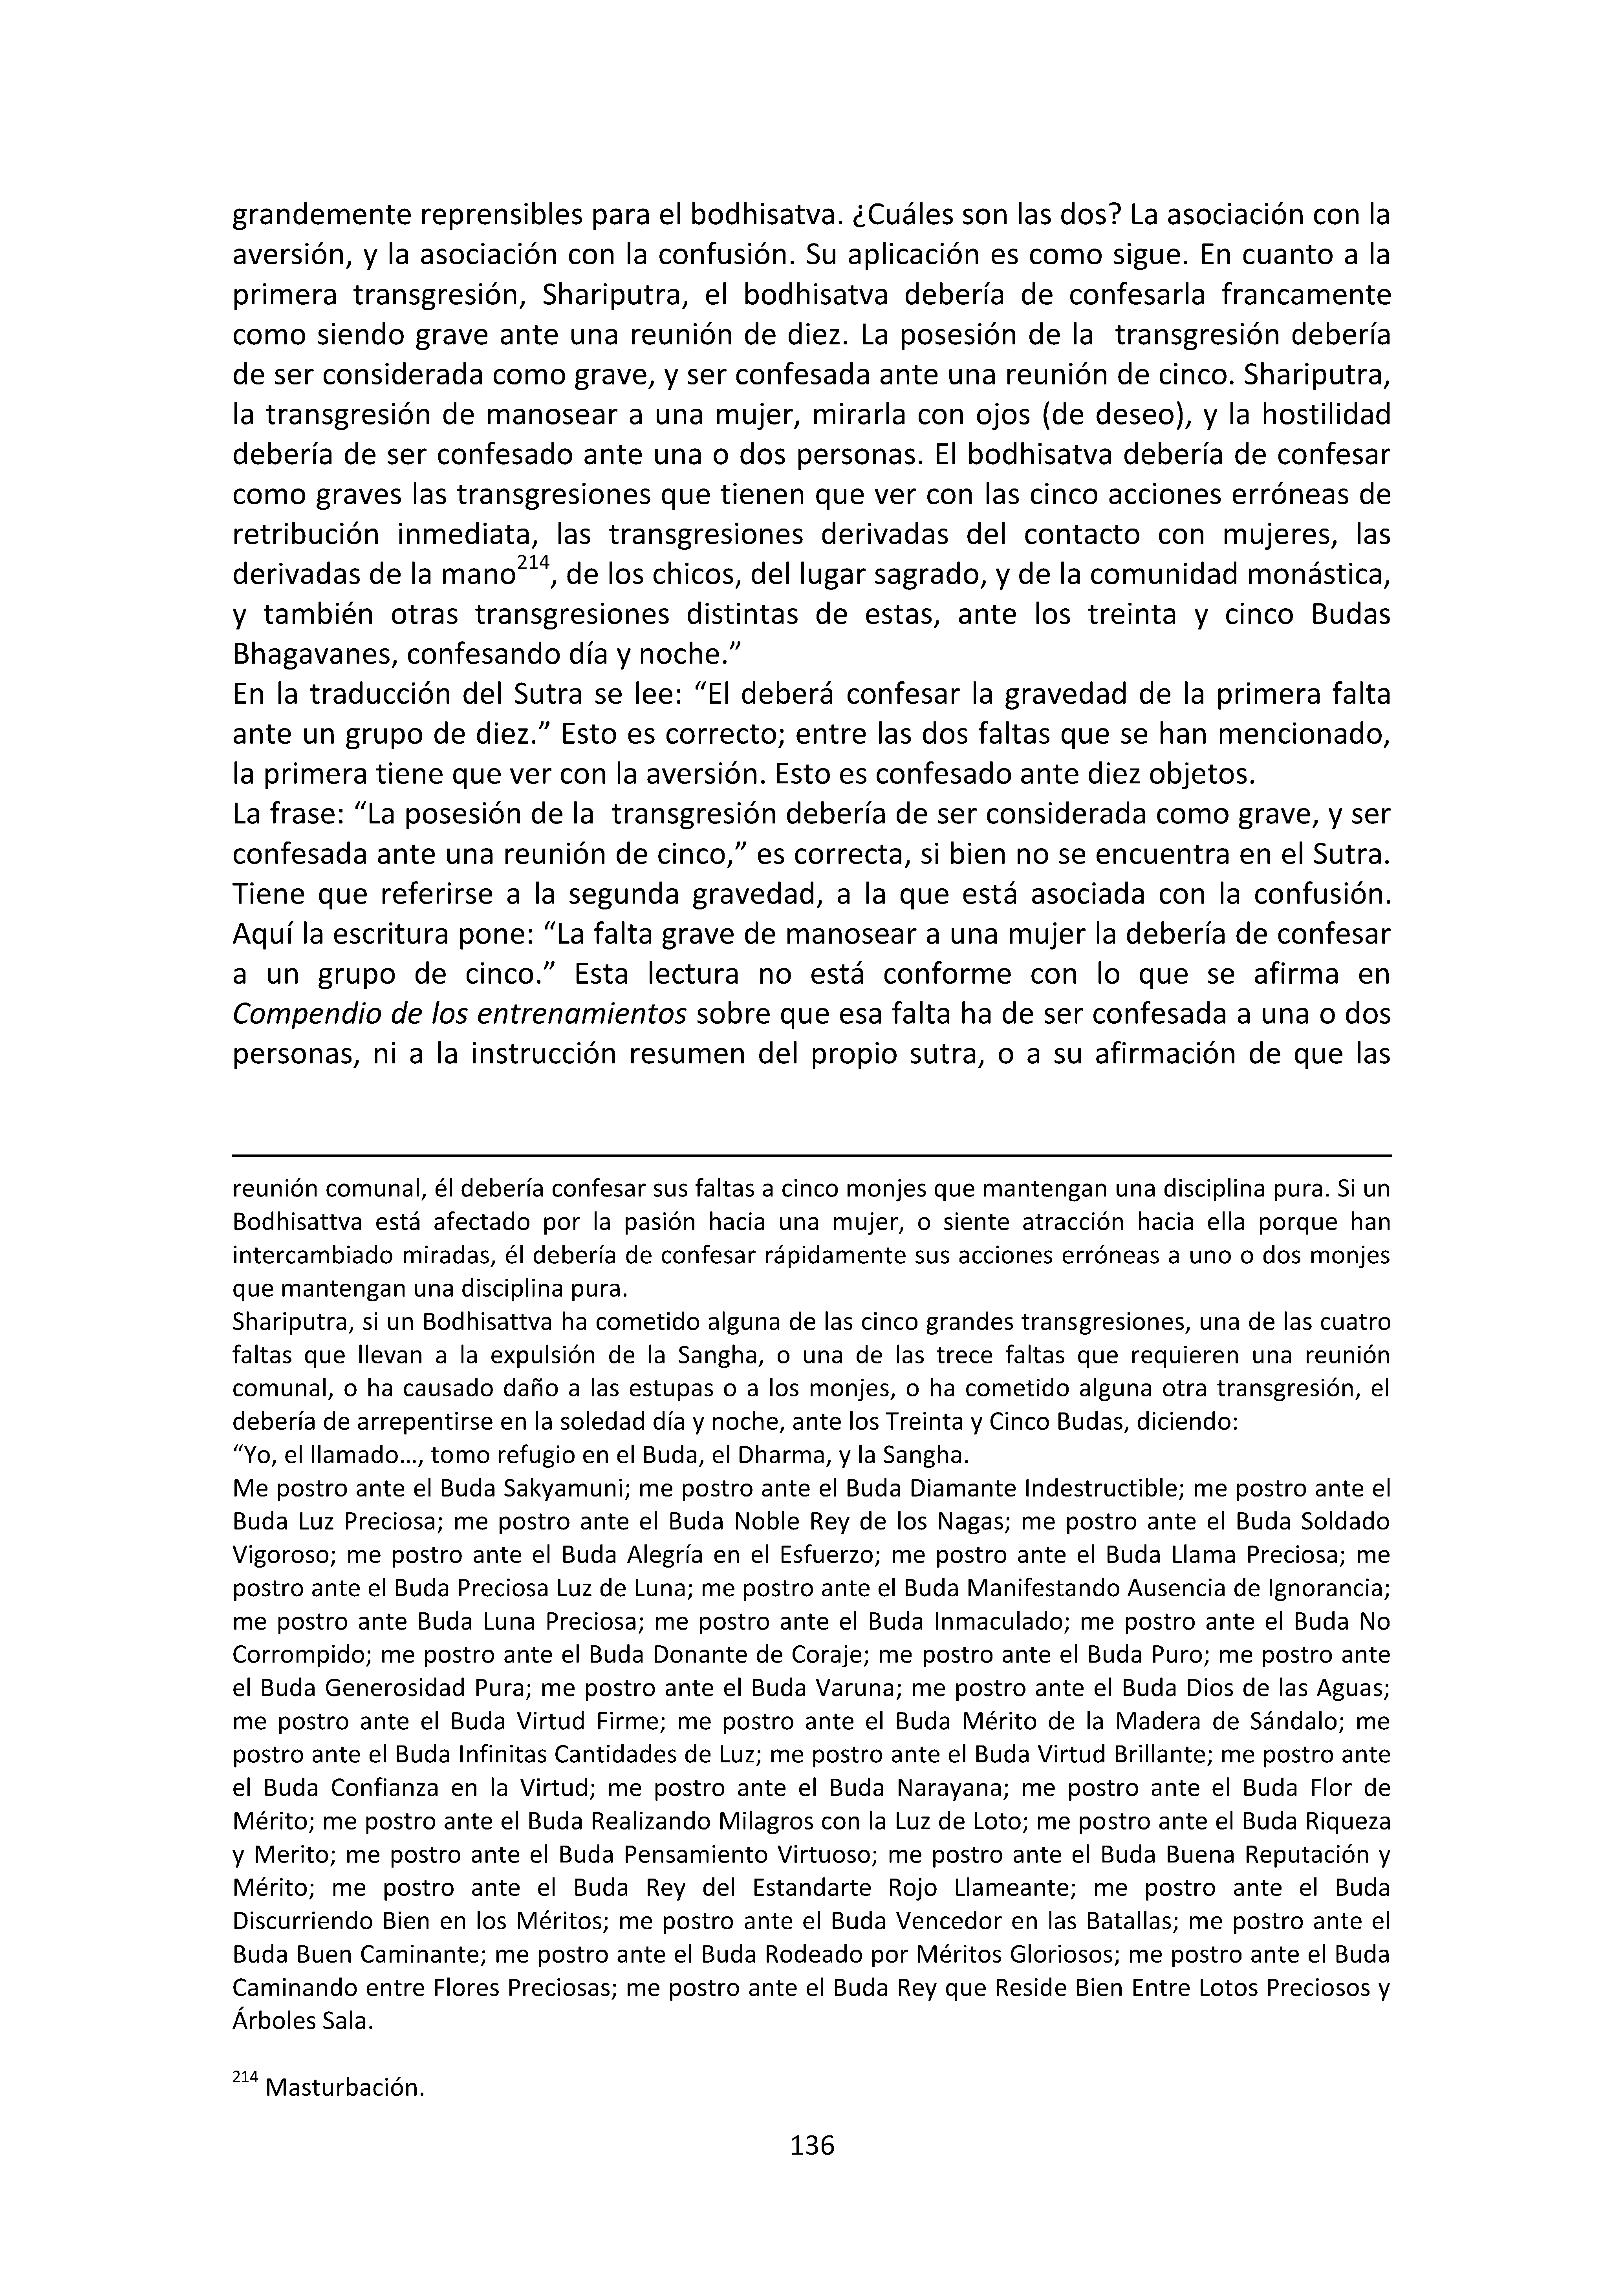 grandemente reprensibles para el bodhisatva. ¿Cuáles son las dos? La asociación con la
aversión, y la asociación con la confusión. Su aplicación es como sigue. En cuanto a la
primera transgresión, Shariputra, el bodhisatva debería de confesarla francamente
como siendo grave ante una reunión de diez. La posesión de la  transgresión debería
de ser considerada como grave, y ser confesada ante una reunión de cinco. Shariputra,
la transgresión de manosear a una mujer, mirarla con ojos (de deseo), y la hostilidad
debería de ser confesado ante una o dos personas. El bodhisatva debería de confesar
como graves las transgresiones que tienen que ver con las cinco acciones erróneas de
retribución inmediata, las transgresiones derivadas del contacto con mujeres, las
derivadas de la mano214, de los chicos, del lugar sagrado, y de la comunidad monástica,
y también otras transgresiones distintas de estas, ante los treinta y cinco Budas
Bhagavanes, confesando día y noche.”
En la traducción del Sutra se lee: “El deberá confesar la gravedad de la primera falta
ante un grupo de diez.” Esto es correcto; entre las dos faltas que se han mencionado,
la primera tiene que ver con la aversión. Esto es confesado ante diez objetos.
La frase: “La posesión de la  transgresión debería de ser considerada como grave, y ser
confesada ante una reunión de cinco,” es correcta, si bien no se encuentra en el Sutra.
Tiene que referirse a la segunda gravedad, a la que está asociada con la confusión.
Aquí la escritura pone: “La falta grave de manosear a una mujer la debería de confesar
a un grupo de cinco.” Esta lectura no está conforme con lo que se afirma en
Compendio de los entrenamientos sobre que esa falta ha de ser confesada a una o dos
personas, ni a la instrucción resumen del propio sutra, o a su afirmación de que las
reunión comunal, él debería confesar sus faltas a cinco monjes que mantengan una disciplina pura. Si un
Bodhisattva está afectado por la pasión hacia una mujer, o siente atracción hacia ella porque han
intercambiado miradas, él debería de confesar rápidamente sus acciones erróneas a uno o dos monjes
que mantengan una disciplina pura.
Shariputra, si un Bodhisattva ha cometido alguna de las cinco grandes transgresiones, una de las cuatro
faltas que llevan a la expulsión de la Sangha, o una de las trece faltas que requieren una reunión
comunal, o ha causado daño a las estupas o a los monjes, o ha cometido alguna otra transgresión, el
debería de arrepentirse en la soledad día y noche, ante los Treinta y Cinco Budas, diciendo:
“Yo, el llamado…, tomo refugio en el Buda, el Dharma, y la Sangha.
Me postro ante el Buda Sakyamuni; me postro ante el Buda Diamante Indestructible; me postro ante el
Buda Luz Preciosa; me postro ante el Buda Noble Rey de los Nagas; me postro ante el Buda Soldado
Vigoroso; me postro ante el Buda Alegría en el Esfuerzo; me postro ante el Buda Llama Preciosa; me
postro ante el Buda Preciosa Luz de Luna; me postro ante el Buda Manifestando Ausencia de Ignorancia;
me postro ante Buda Luna Preciosa; me postro ante el Buda Inmaculado; me postro ante el Buda No
Corrompido; me postro ante el Buda Donante de Coraje; me postro ante el Buda Puro; me postro ante
el Buda Generosidad Pura; me postro ante el Buda Varuna; me postro ante el Buda Dios de las Aguas;
me postro ante el Buda Virtud Firme; me postro ante el Buda Mérito de la Madera de Sándalo; me
postro ante el Buda Infinitas Cantidades de Luz; me postro ante el Buda Virtud Brillante; me postro ante
el Buda Confianza en la Virtud; me postro ante el Buda Narayana; me postro ante el Buda Flor de
Mérito; me postro ante el Buda Realizando Milagros con la Luz de Loto; me postro ante el Buda Riqueza
y Merito; me postro ante el Buda Pensamiento Virtuoso; me postro ante el Buda Buena Reputación y
Mérito; me postro ante el Buda Rey del Estandarte Rojo Llameante; me postro ante el Buda
Discurriendo Bien en los Méritos; me postro ante el Buda Vencedor en las Batallas; me postro ante el
Buda Buen Caminante; me postro ante el Buda Rodeado por Méritos Gloriosos; me postro ante el Buda
Caminando entre Flores Preciosas; me postro ante el Buda Rey que Reside Bien Entre Lotos Preciosos y
Árboles Sala.
214 Masturbación.
136